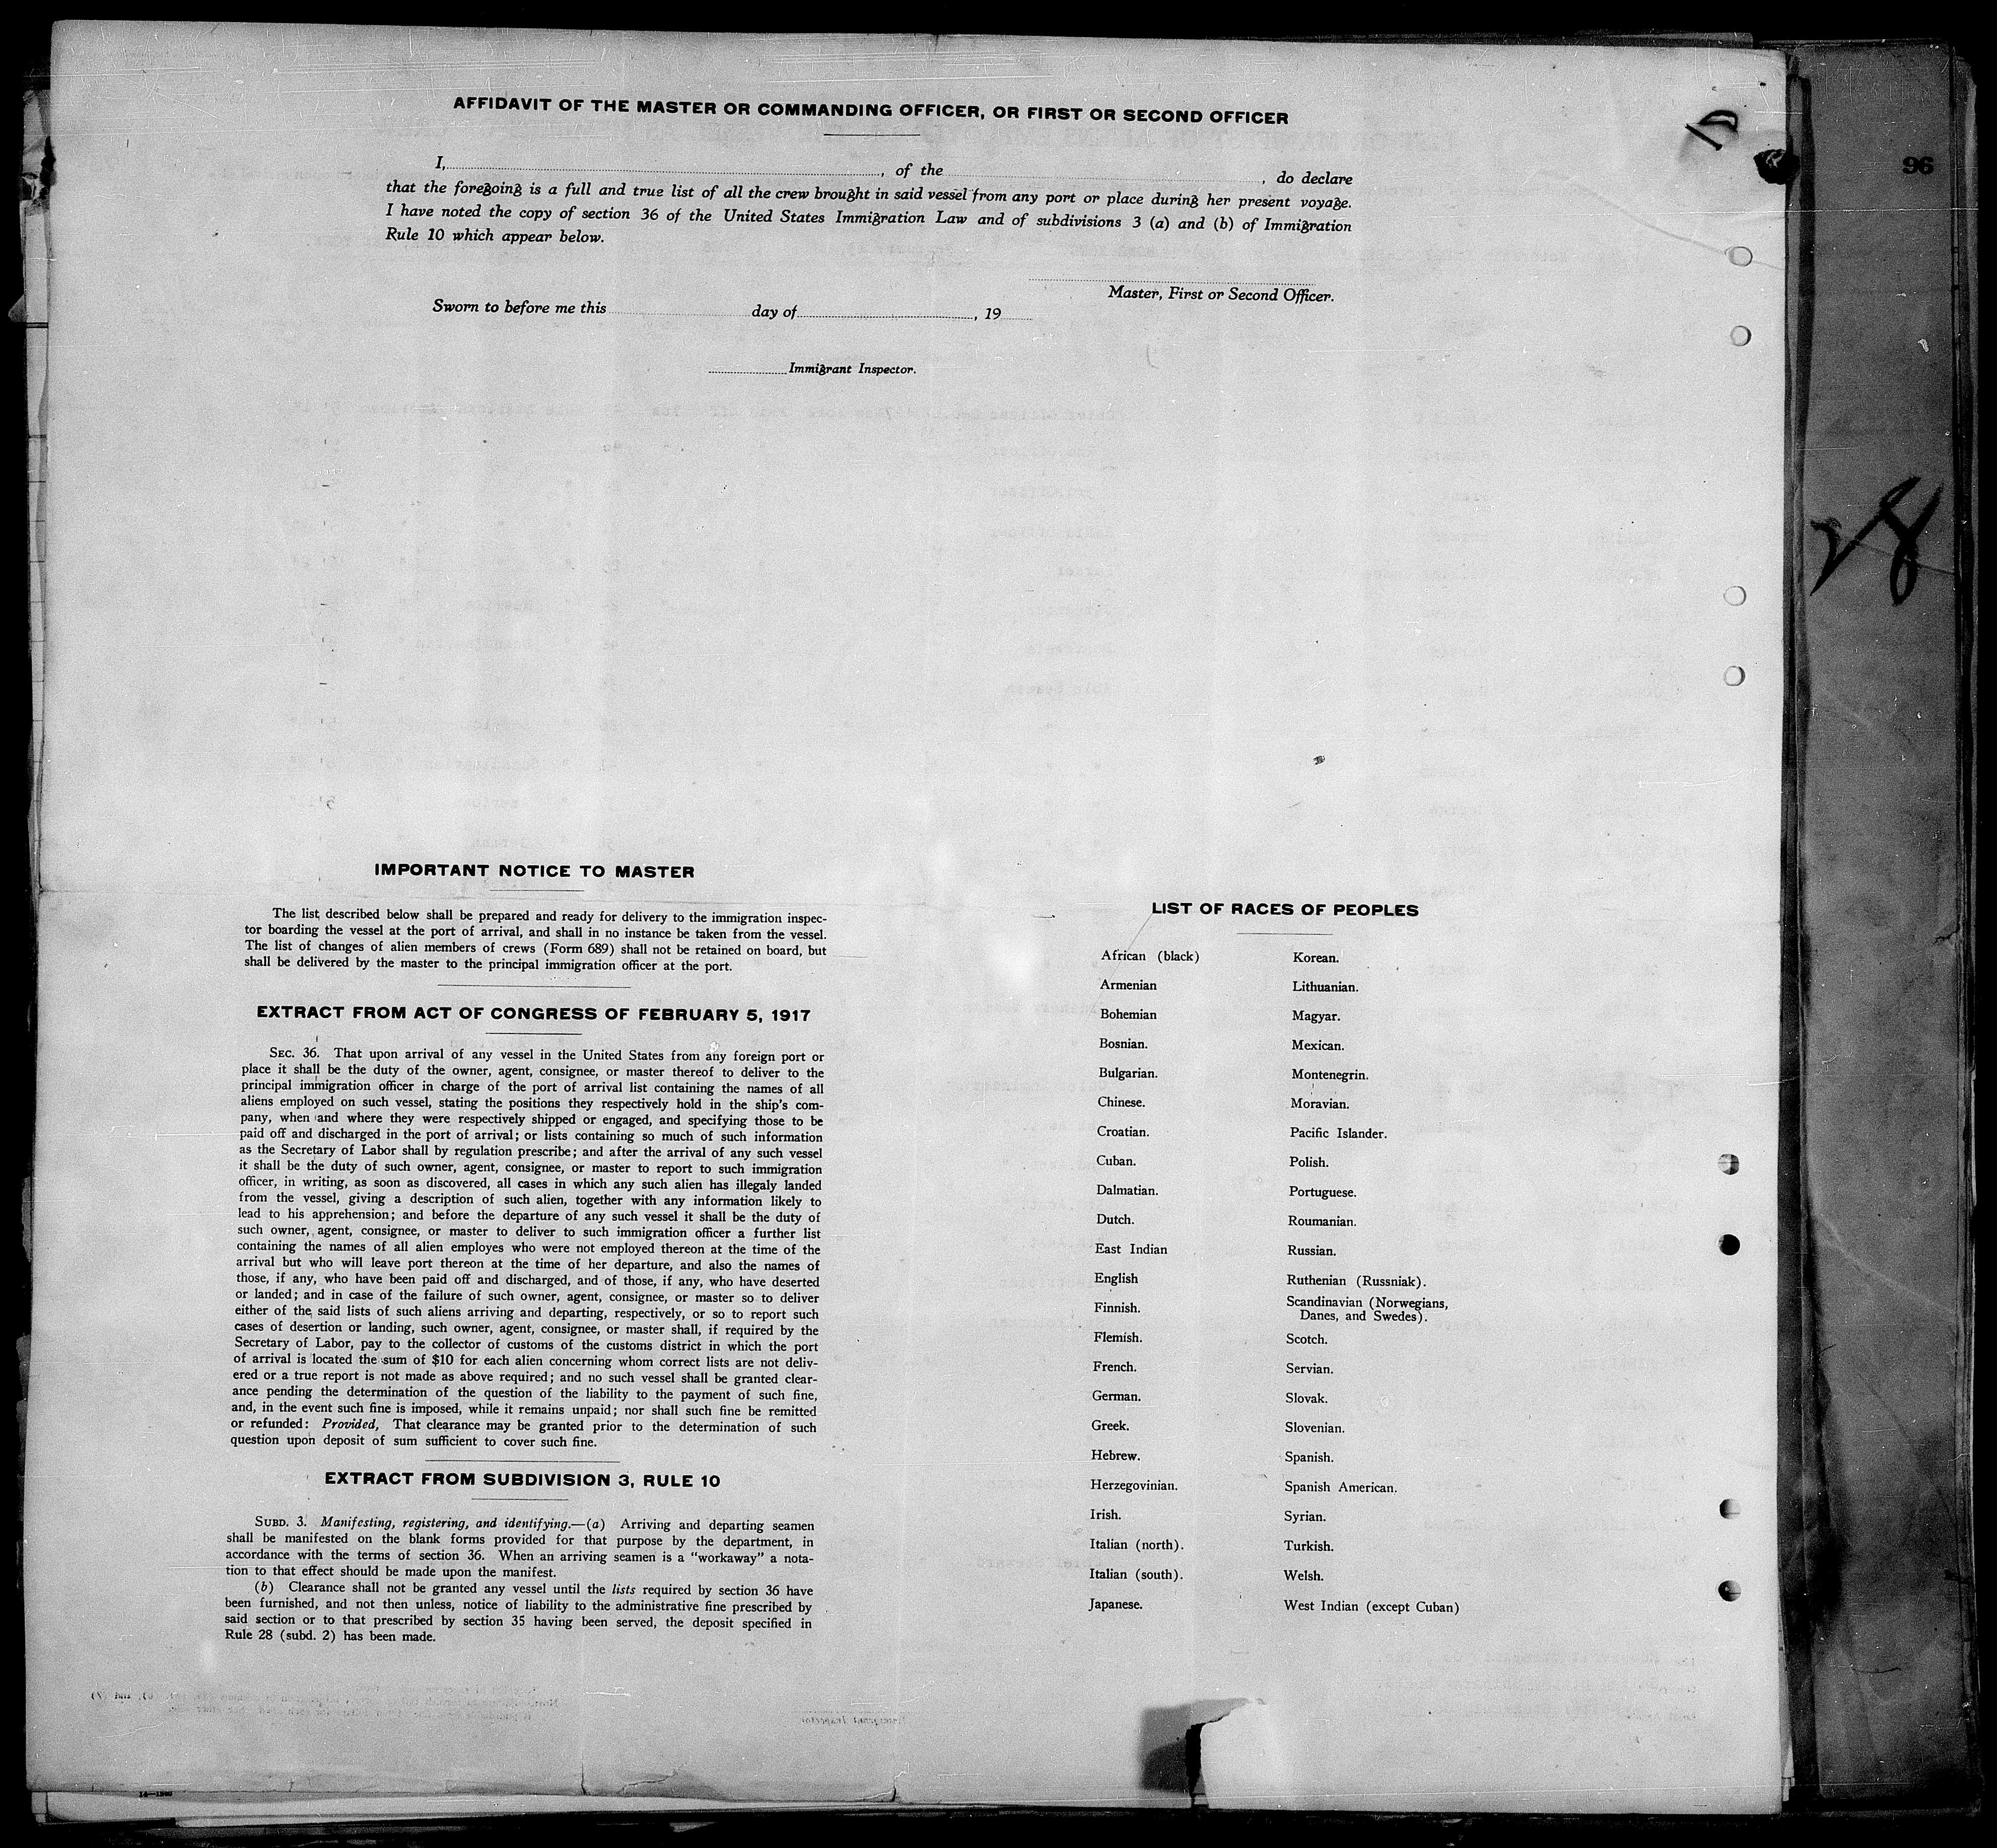 AFFIDAVIT OF THE MASTER OR COMMANDING OFFICER, OR FIRST OR SECOND OFFICER
I, , of the , do declare
that the foregoing is a full and true list of all the crew brought in said vessel from any port or place during her present voyage.
I have noted the copy of section 36 of the United States Immigration Law and of subdivisions 3 (a) and (b) of Immigration
Rule 10 which appear below.
Master, First or Second Officer.
Sworn to before me this day of , 19
Immigrant Inspector.
96
28
IMPORTANT NOTICE TO MASTER
The list described below shall be prepared and ready for delivery to the immigration inspec-
tor boarding the vessel at the port of arrival, and shall in no instance be taken from the vessel.
The list of changes of alien members of crews (Form 689) shall not be retained on board, but
shall be delivered by the master to the principal immigration officer at the port.
EXTRACT FROM ACT OF CONGRESS OF FEBRUARY 5, 1917
SEC. 36. That upon arrival of any vessel in the United States from any foreign port or
place it shall be the duty of the owner, agent, consignee, or master thereof to deliver to the
principal immigration officer in charge of the port of arrival list containing the names of all
aliens employed on such vessel, stating the positions they respectively hold in the ship's com-
pany, when and where they were respectively shipped or engaged, and specifying those to be
paid off and discharged in the port of arrival; or lists containing so much of such information
as the Secretary of Labor shall by regulation prescribe; and after the arrival of any such vessel
it shall be the duty of such owner, agent, consignee, or master to report to such immigration
officer, in writing, as soon as discovered, all cases in which any such alien has illegaly landed
from the vessel, giving a description of such alien, together with any information likely to
lead to his apprehension; and before the departure of any such vessel it shall be the duty of
such owner, agent, consignee, or master to deliver to such immigration officer a further list
containing the names of all alien employes who were not employed thereon at the time of the
arrival but who will leave port thereon at the time of her departure, and also the names of
those, if any, who have been paid off and discharged, and of those, if any, who have deserted
or landed; and in case of the failure of such owner, agent, consignee, or master so to deliver
either of the said lists of such aliens arriving and departing, respectively, or so to report such
cases of desertion or landing, such owner, agent, consignee, or master shall, if required by the
Secretary of Labor, pay to the collector of customs of the customs district in which the port
of arrival is located the sum of $10 for each alien concerning whom correct lists are not deliv-
ered or a true report is not made as above required; and no such vessel shall be granted clear-
ance pending the determination of the question of the liability to the payment of such fine,
and, in the event such fine is imposed, while it remains unpaid; nor shall such fine be remitted
or refunded: Provided, That clearance may be granted prior to the determination of such
question upon deposit of sum sufficient to cover such fine.
EXTRACT FROM SUBDIVISION 3, RULE 10
SUBD. 3. Manifesting, registering, and identifying.—(a) Arriving and departing seamen
shall be manifested on the blank forms provided for that purpose by the department, in
accordance with the terms of section 36. When an arriving seamen is a "workaway" a nota-
tion to that effect should be made upon the manifest.
(b) Clearance shall not be granted any vessel until the lists required by section 36 have
been furnished, and not then unless, notice of liability to the administrative fine prescribed by
said section or to that prescribed by section 35 having been served, the deposit specified in
Rule 28 (subd. 2) has been made.
LIST OF RACES OF PEOPLES
African (black) Korean.
Armenian Lithuanian.
Bohemian Magyar.
Bosnian. Mexican.
Bulgarian. Montenegrin.
Chinese. Moravian.
Croatian. Pacific Islander.
Cuban. Polish.
Dalmatian. Portuguese.
Dutch. Roumanian.
East Indian Russian.
English Ruthenian (Russniak).
Finnish. Scandinavian (Norwegians,
Danes, and Swedes).
Flemish. Scotch.
French. Servian.
German. Slovak.
Greek. Slovenian.
Hebrew. Spanish.
Herzegovinian. Spanish American.
Irish. Syrian.
Italian (north). Turkish.
Italian (south). Welsh.
Japanese. West Indian (except Cuban)